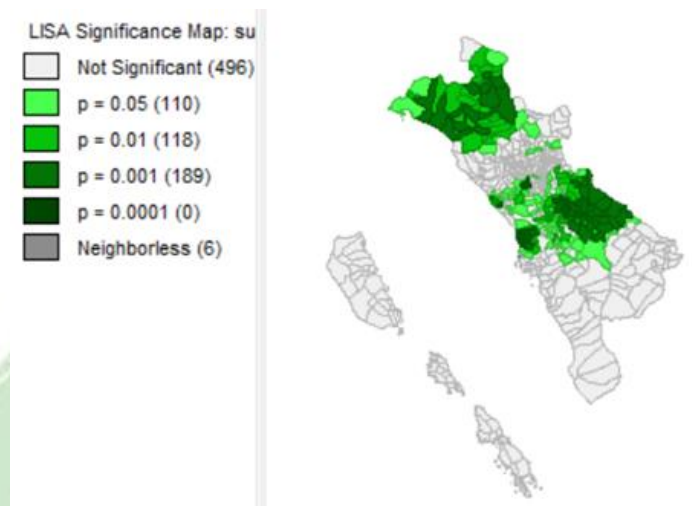 LISA Significance Map: su
Not Significant (496)
p = 0.05 (110)
p = 0.01 (118)
p = 0.001 (189)
p = 0.0001 (0)
Neighborless (6)